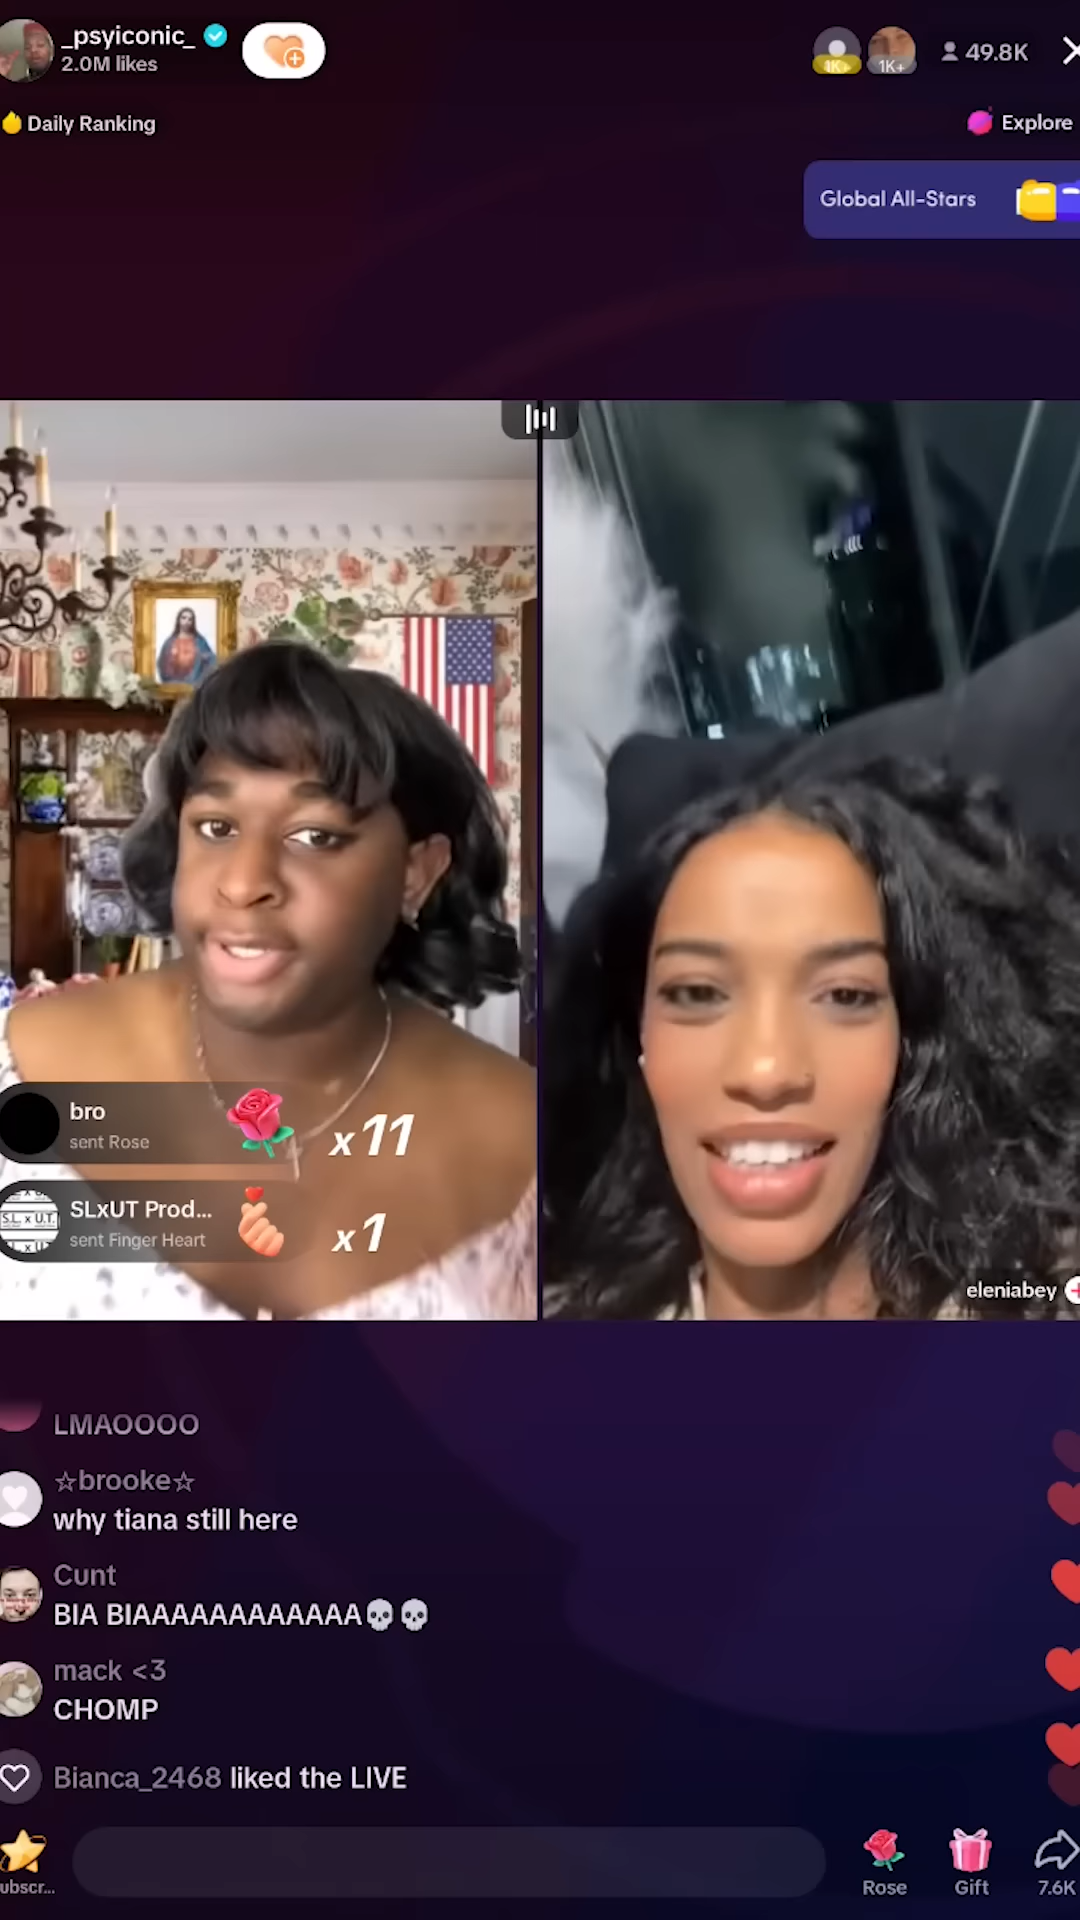 _psyiconic_
2.0M likes
1K+
1K+
49.8K
Daily Ranking
Explore
Global All-Stars
bro
sent Rose
x11
SLxUT Prod...
sent Finger Heart
x1
S.L. x U.T.
eleniabey
LMAOOOO
☆brooke☆
why tiana still here
Cunt
BIA BIAAAAAAAAAAAA💀💀
mack <3
CHOMP
Bianca_2468 liked the LIVE
ubscr...
Rose
Gift
7.6K